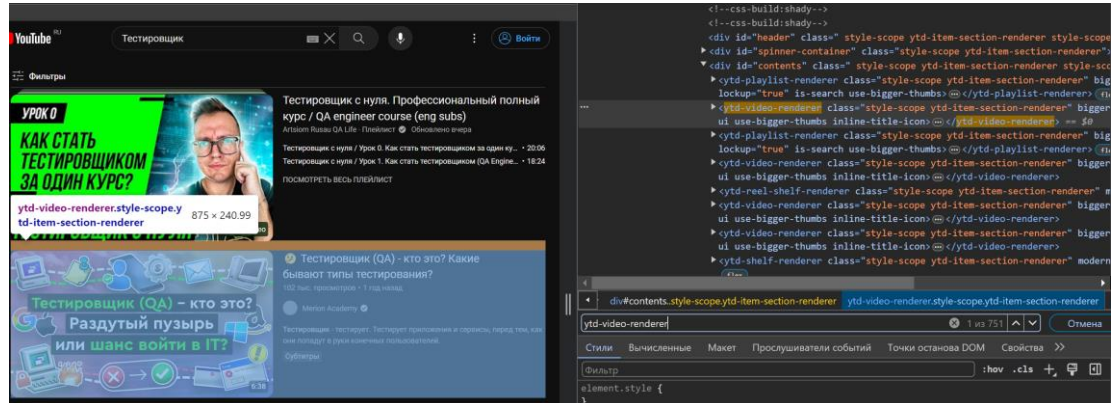 YouTube RU
Тестировщик
Войти
Фильтры
УРОК 0
КАК СТАТЬ
ТЕСТИРОВЩИКОМ
ЗА ОДИН КУРС?
Тестировщик с нуля. Профессиональный полный
курс / QA engineer course (eng subs)
Artsiom Rusau QA Life · Плейлист Обновлено вчера
Тестировщик с нуля / Урок 0. Как стать тестировщиком за один ку... · 20:06
Тестировщик с нуля / Урок 1. Как стать тестировщиком (QA Engine... · 18:24
ПОСМОТРЕТЬ ВЕСЬ ПЛЕЙЛИСТ
ytd-video-renderer.style-scope.y
td-item-section-renderer
875 × 240.99
Тестировщик (QA) – кто это?
Раздутый пузырь
или шанс войти в IT?
6:38
Тестировщик (QA) - кто это? Какие
бывают типы тестирования?
102 тыс. просмотров · 1 год назад
Merion Academy
Тестировщик - тестирует. Тестирует приложения и сервисы, перед тем, как
они попадут в руки конечных пользователей.
Субтитры
<!--css-build:shady-->
<!--css-build:shady-->
<div id="header" class=" style-scope ytd-item-section-renderer style-scope
<div id="spinner-container" class="style-scope ytd-item-section-renderer">
<div id="contents" class=" style-scope ytd-item-section-renderer style-sco
<ytd-playlist-renderer class="style-scope ytd-item-section-renderer" big
lockup="true" is-search use-bigger-thumbs>…</ytd-playlist-renderer>
<ytd-video-renderer class="style-scope ytd-item-section-renderer" bigger
ui use-bigger-thumbs inline-title-icon>…</ytd-video-renderer> == $0
<ytd-playlist-renderer class="style-scope ytd-item-section-renderer" big
lockup="true" is-search use-bigger-thumbs>…</ytd-playlist-renderer>
<ytd-video-renderer class="style-scope ytd-item-section-renderer" bigger
ui use-bigger-thumbs inline-title-icon>…</ytd-video-renderer>
<ytd-reel-shelf-renderer class="style-scope ytd-item-section-renderer" m
<ytd-video-renderer class="style-scope ytd-item-section-renderer" bigger
ui use-bigger-thumbs inline-title-icon>…</ytd-video-renderer>
<ytd-video-renderer class="style-scope ytd-item-section-renderer" bigger
ui use-bigger-thumbs inline-title-icon>…</ytd-video-renderer>
<ytd-shelf-renderer class="style-scope ytd-item-section-renderer" modern
flex
div#contents.style-scope.ytd-item-section-renderer ytd-video-renderer.style-scope.ytd-item-section-renderer
ytd-video-renderer 1 из 751 Отмена
Стили Вычисленные Макет Прослушиватели событий Точки останова DOM Свойства
Фильтр :hov .cls
element.style {
}